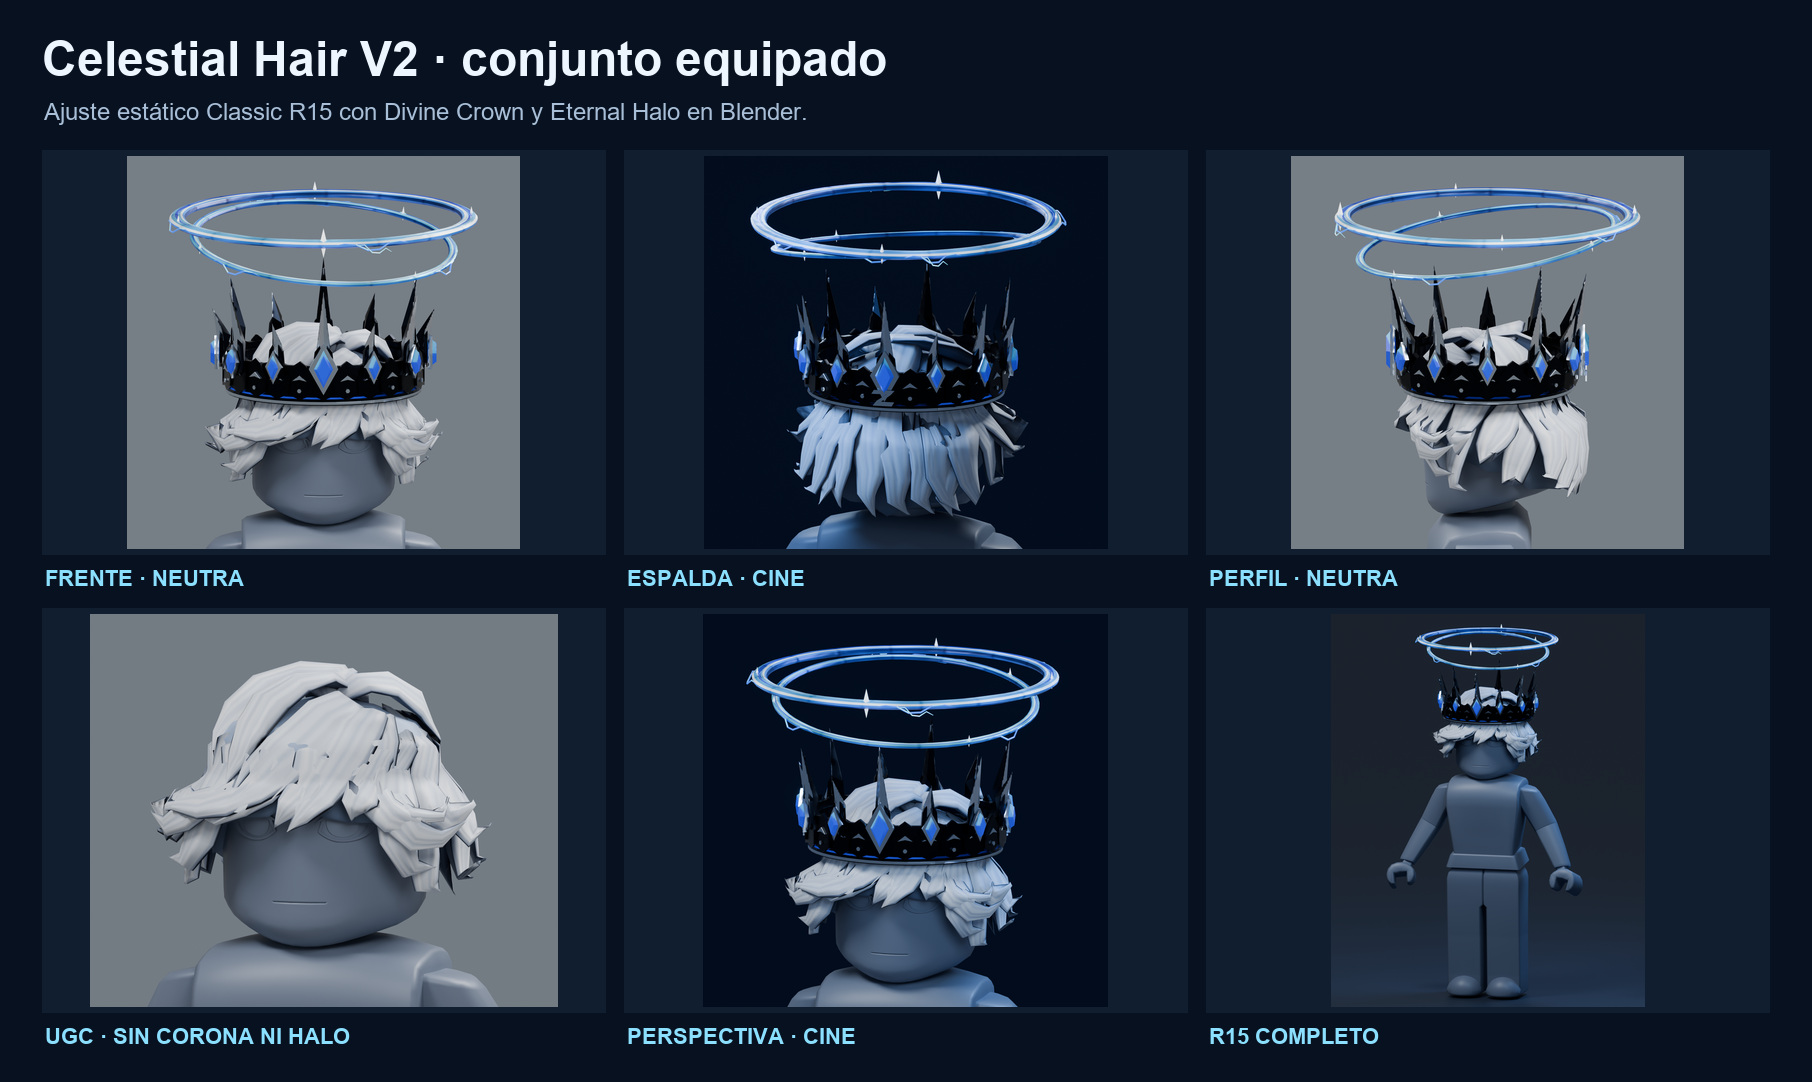 Celestial Hair V2 · conjunto equipado
Ajuste estático Classic R15 con Divine Crown y Eternal Halo en Blender.
FRENTE · NEUTRA
ESPALDA · CINE
PERFIL · NEUTRA
UGC · SIN CORONA NI HALO
PERSPECTIVA · CINE
R15 COMPLETO